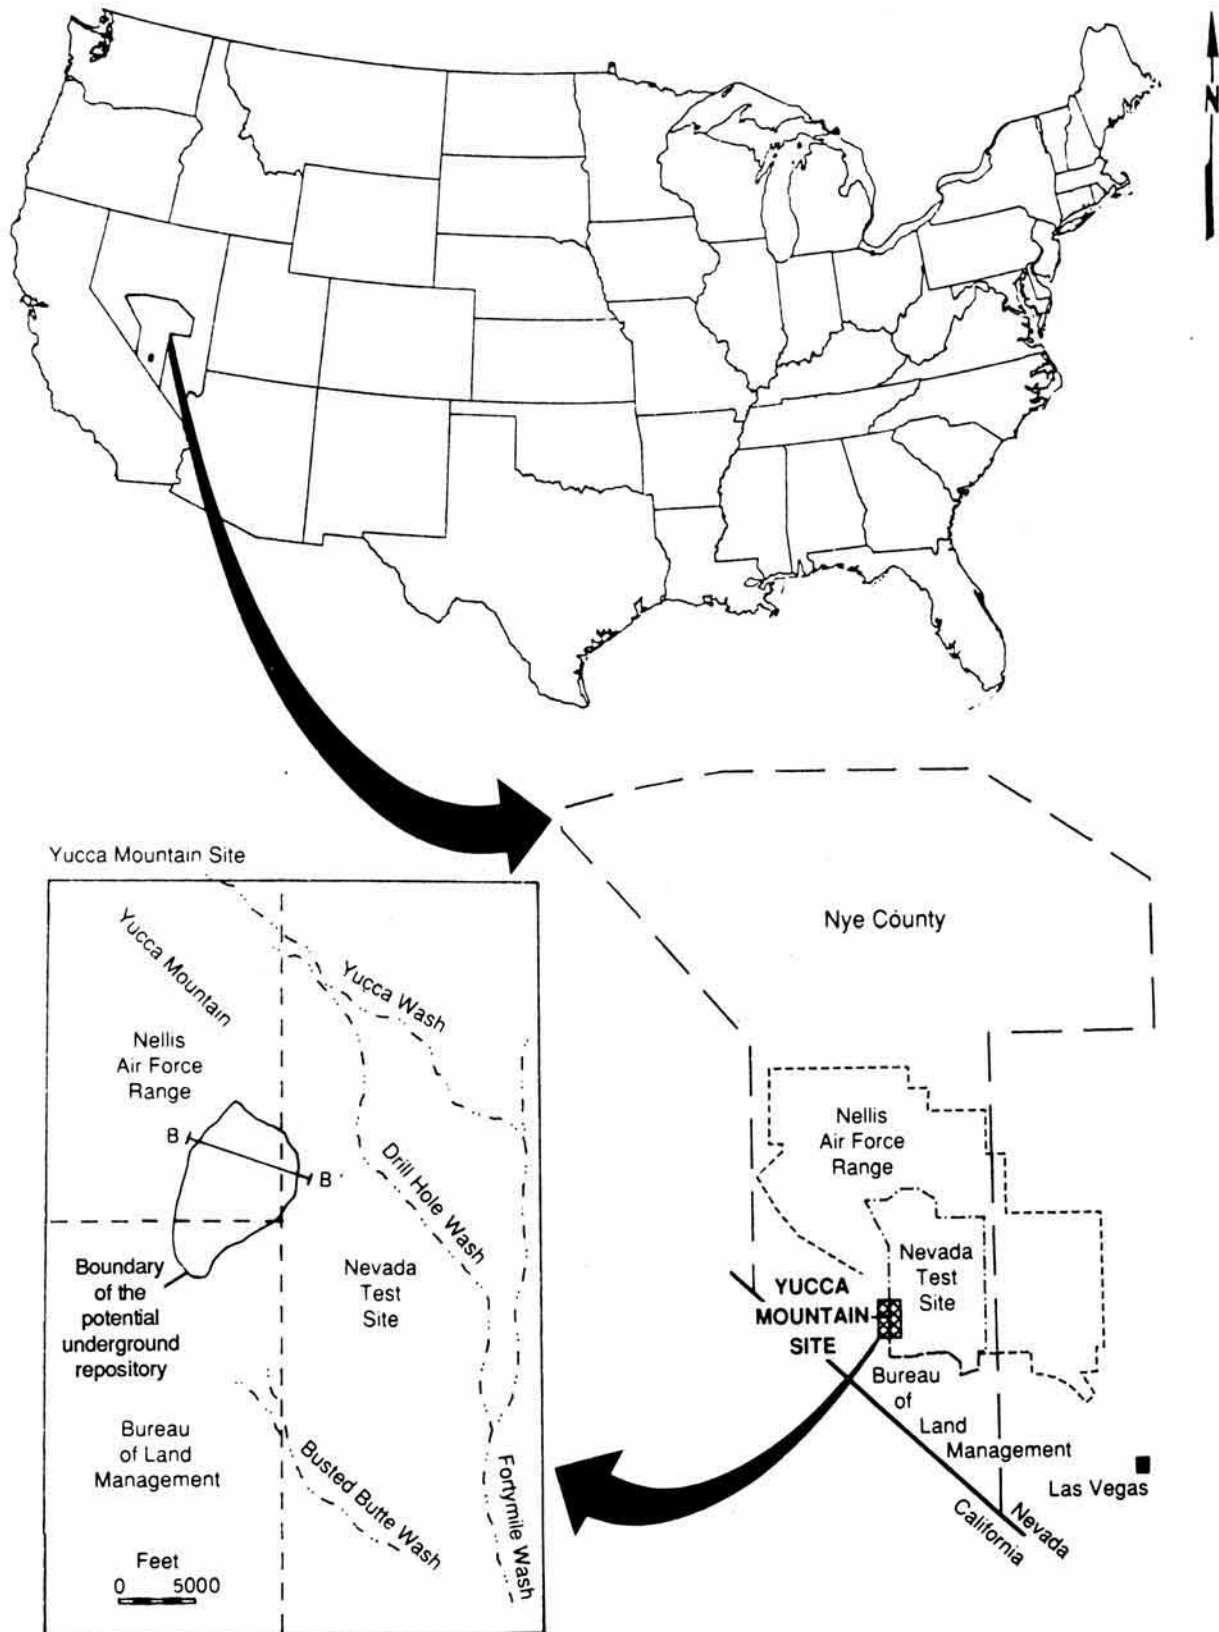 N
Yucca Mountain Site
Yucca Mountain
Yucca Wash
Nellis
Air Force
Range
B
B
Drill Hole Wash
Boundary
of the
potential
underground
repository
Nevada
Test
Site
Bureau
of Land
Management
Busted Butte Wash
Fortymile Wash
Feet
0 5000
Nye County
Nellis
Air Force
Range
Nevada
Test
Site
YUCCA
MOUNTAIN
SITE
Bureau
of
Land
Management
Las Vegas
Nevada
California